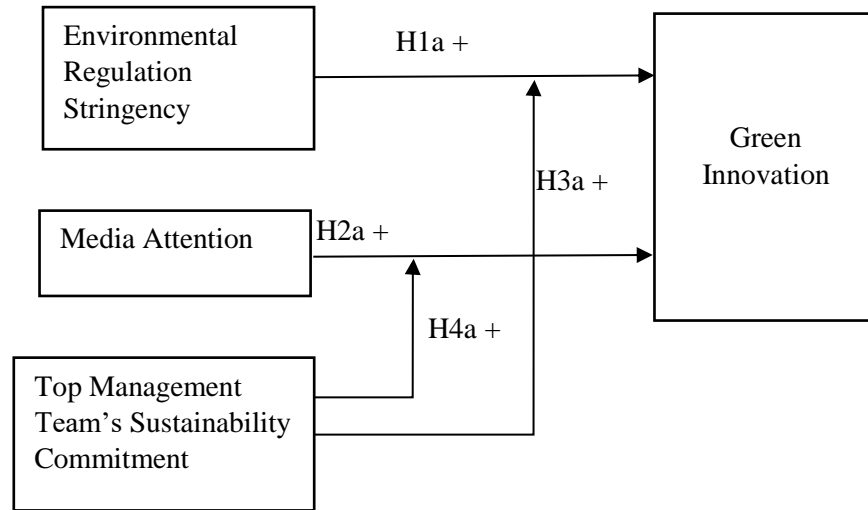 Environmental
Regulation
Stringency
H1a +
Green
Innovation
H3a +
Media Attention
H2a +
H4a +
Top Management
Team’s Sustainability
Commitment